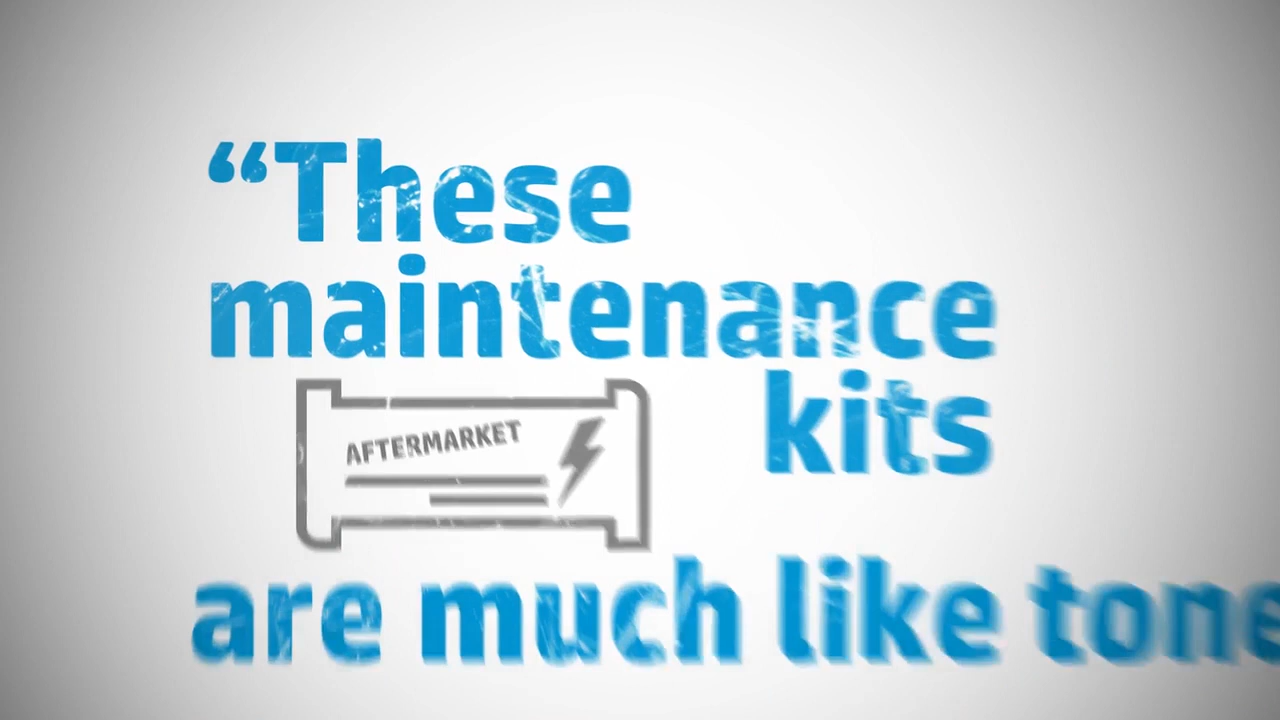 “These
maintenance
kits
AFTERMARKET
are much like tone